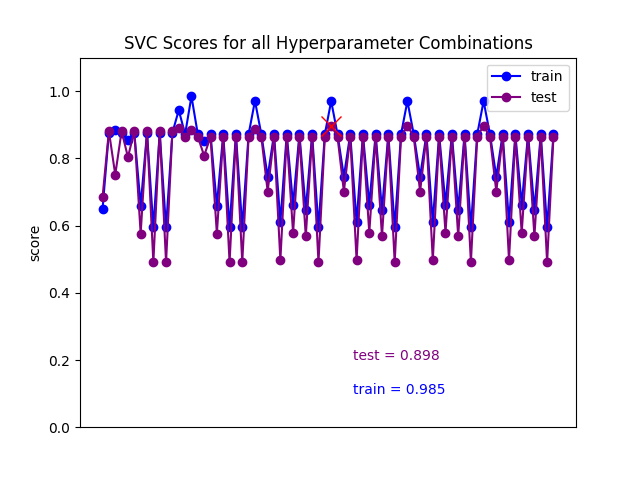 SVC Scores for all Hyperparameter Combinations
train
test
1.0
0.8
0.6
0.4
0.2
0.0
score
test = 0.898
train = 0.985